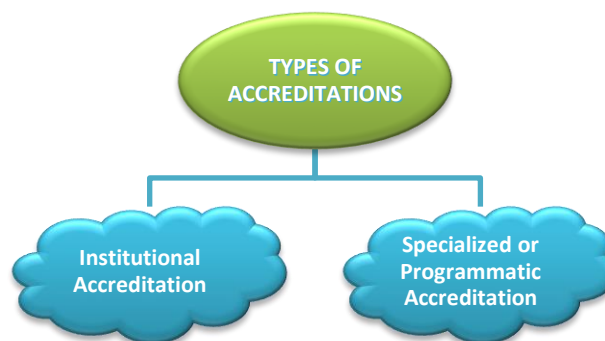 TYPES OF
ACCREDITATIONS
Institutional
Accreditation
Specialized or
Programmatic
Accreditation